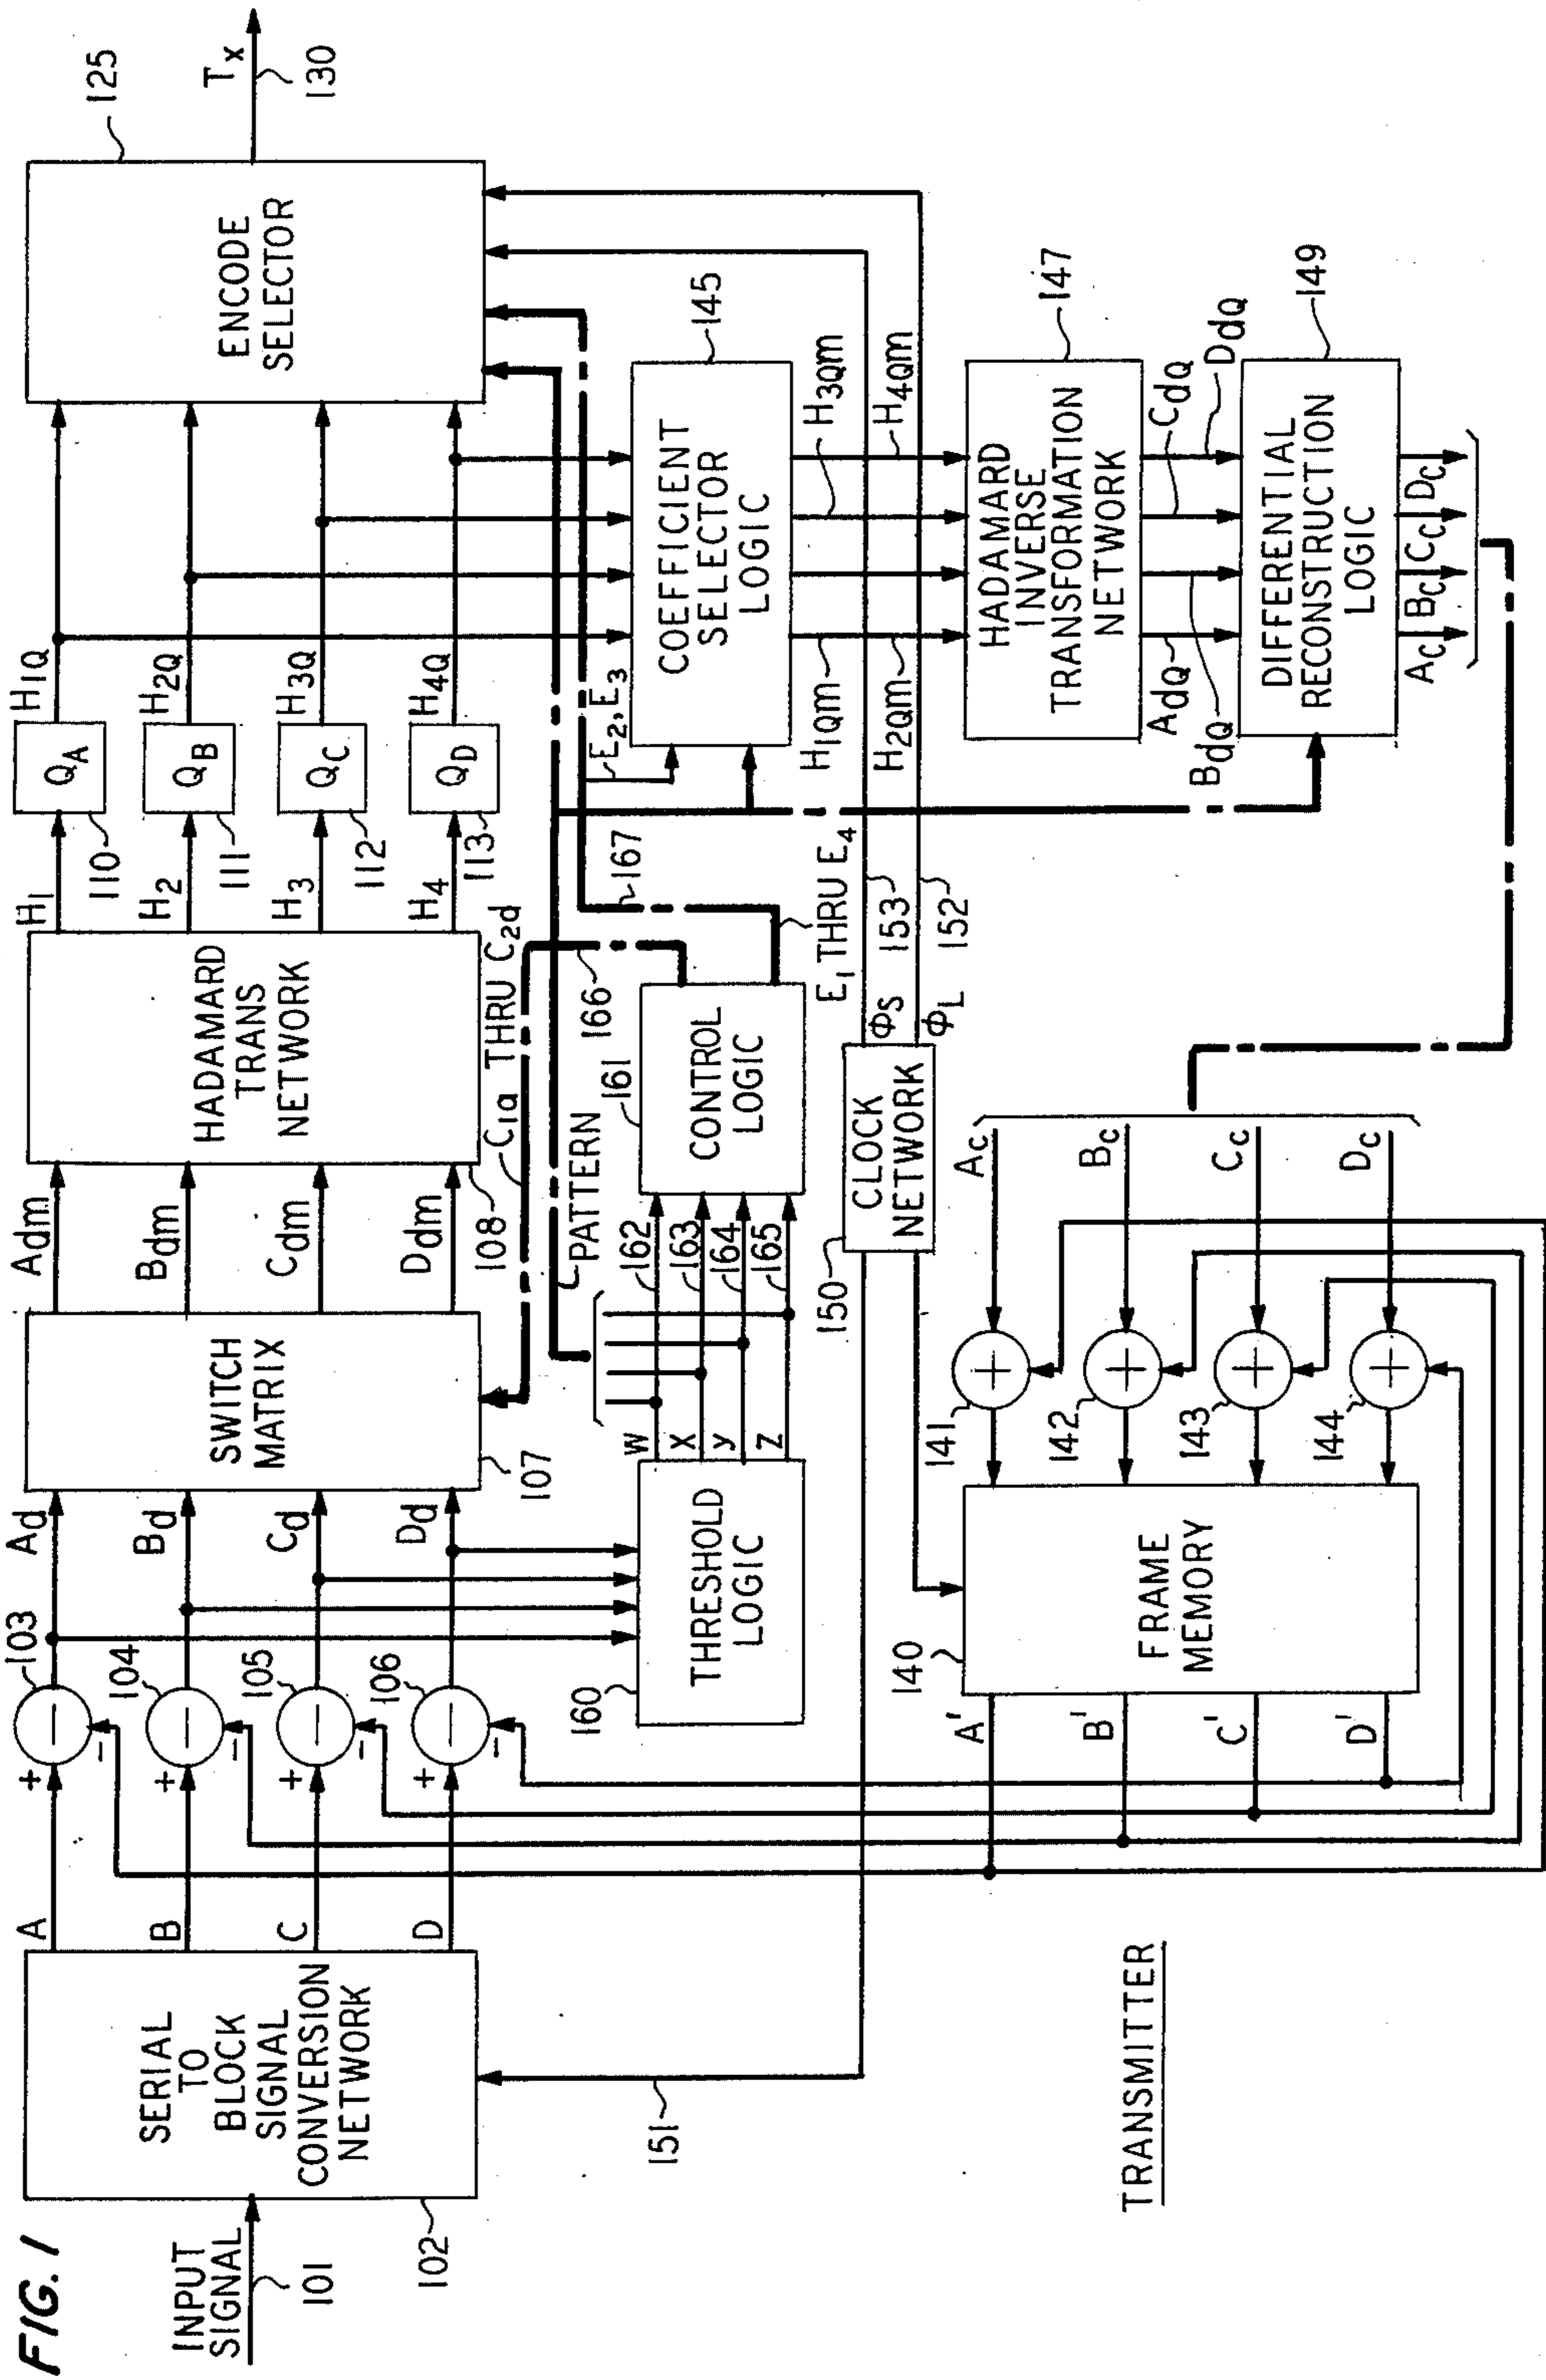 FIG. 1
INPUT
SIGNAL
101
SERIAL
TO
BLOCK
SIGNAL
CONVERSION
NETWORK
102
A
B
C
D
+
-
103
+
-
104
+
-
105
+
-
106
Ad
Bd
Cd
Dd
SWITCH
MATRIX
107
Adm
Bdm
Cdm
Ddm
HADAMARD
TRANS
NETWORK
108
H1
H2
H3
H4
QA
QB
QC
QD
110
111
112
113
H1Q
H2Q
H3Q
H4Q
ENCODE
SELECTOR
125
Tx
130
THRESHOLD
LOGIC
160
W
X
y
Z
162
163
164
165
PATTERN
C1a THRU C2d
166
CONTROL
LOGIC
161
167
E1 THRU E4
E2, E3
COEFFICIENT
SELECTOR
LOGIC
145
H1Qm
H2Qm
H3Qm
H4Qm
CLOCK
NETWORK
150
151
ΦS
153
ΦL
152
HADAMARD
INVERSE
TRANSFORMATION
NETWORK
147
AdQ
BdQ
CdQ
DdQ
DIFFERENTIAL
RECONSTRUCTION
LOGIC
149
Ac
Bc
Cc
Dc
FRAME
MEMORY
140
A'
B'
C'
D'
141
142
143
144
+
+
+
+
Ac
Bc
Cc
Dc
TRANSMITTER